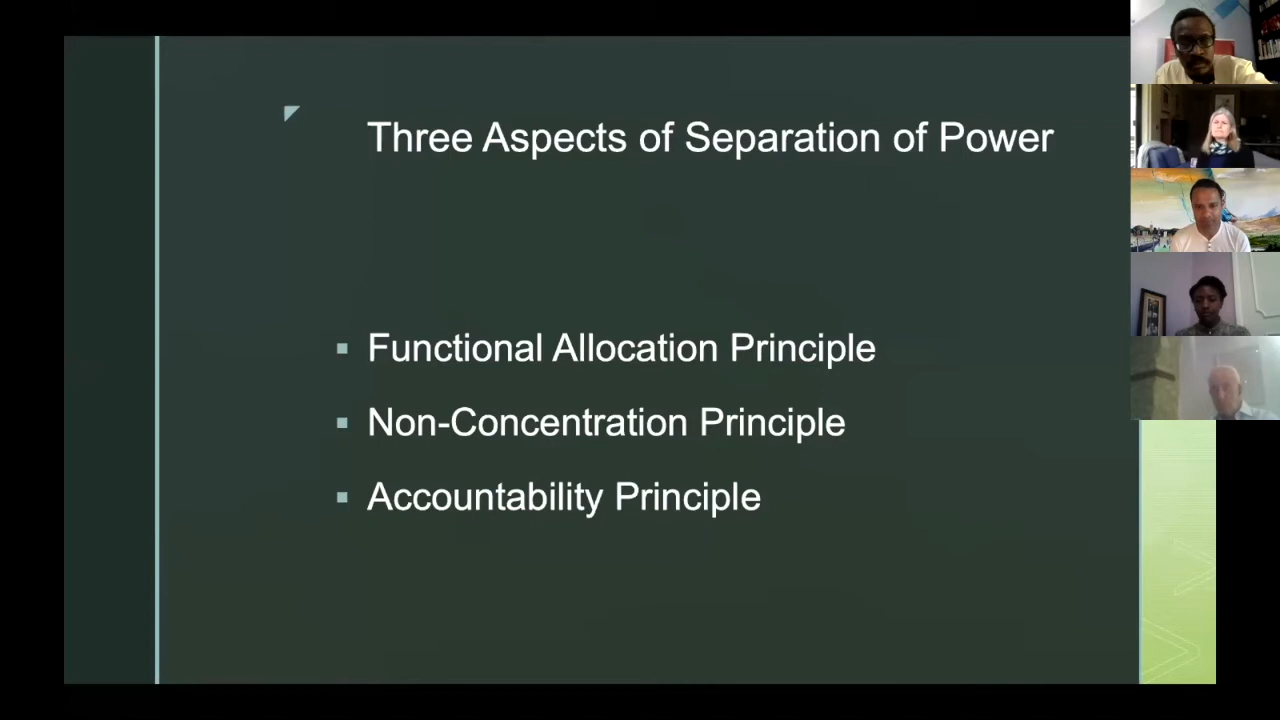 Three Aspects of Separation of Power
Functional Allocation Principle
Non-Concentration Principle
Accountability Principle